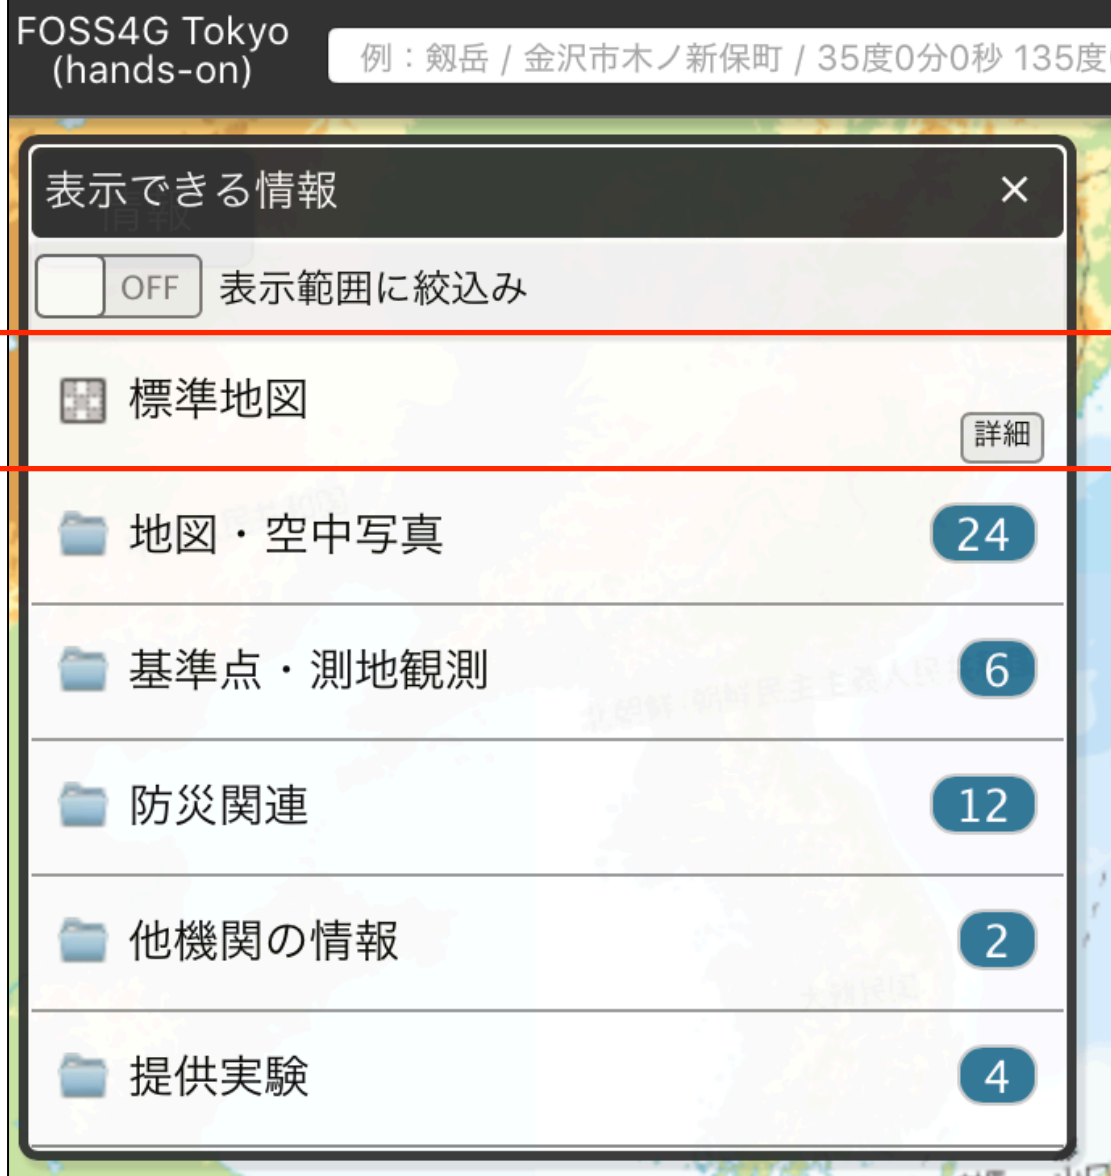 FOSS4G Tokyo
(hands-on)
例：剱岳 / 金沢市木ノ新保町 / 35度0分0秒 135度
表示できる情報 ×
情報
OFF 表示範囲に絞込み
標準地図
詳細
地図・空中写真 24
基準点・測地観測 6
防災関連 12
他機関の情報 2
提供実験 4